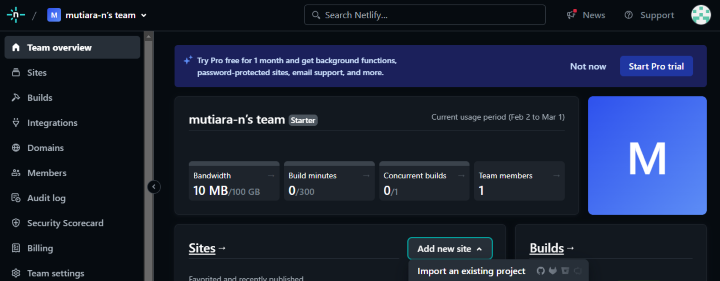 mutiara-n's team
Search Netlify...
News
Support
Team overview
Sites
Builds
Integrations
Domains
Members
Audit log
Security Scorecard
Billing
Team settings
Try Pro free for 1 month and get background functions,
password-protected sites, email support, and more.
Not now
Start Pro trial
mutiara-n's team Starter
Current usage period (Feb 2 to Mar 1)
Bandwidth
10 MB/100 GB
Build minutes
0/300
Concurrent builds
0/1
Team members
1
M
Sites →
Add new site
Import an existing project
Favorited and recently published
Builds →